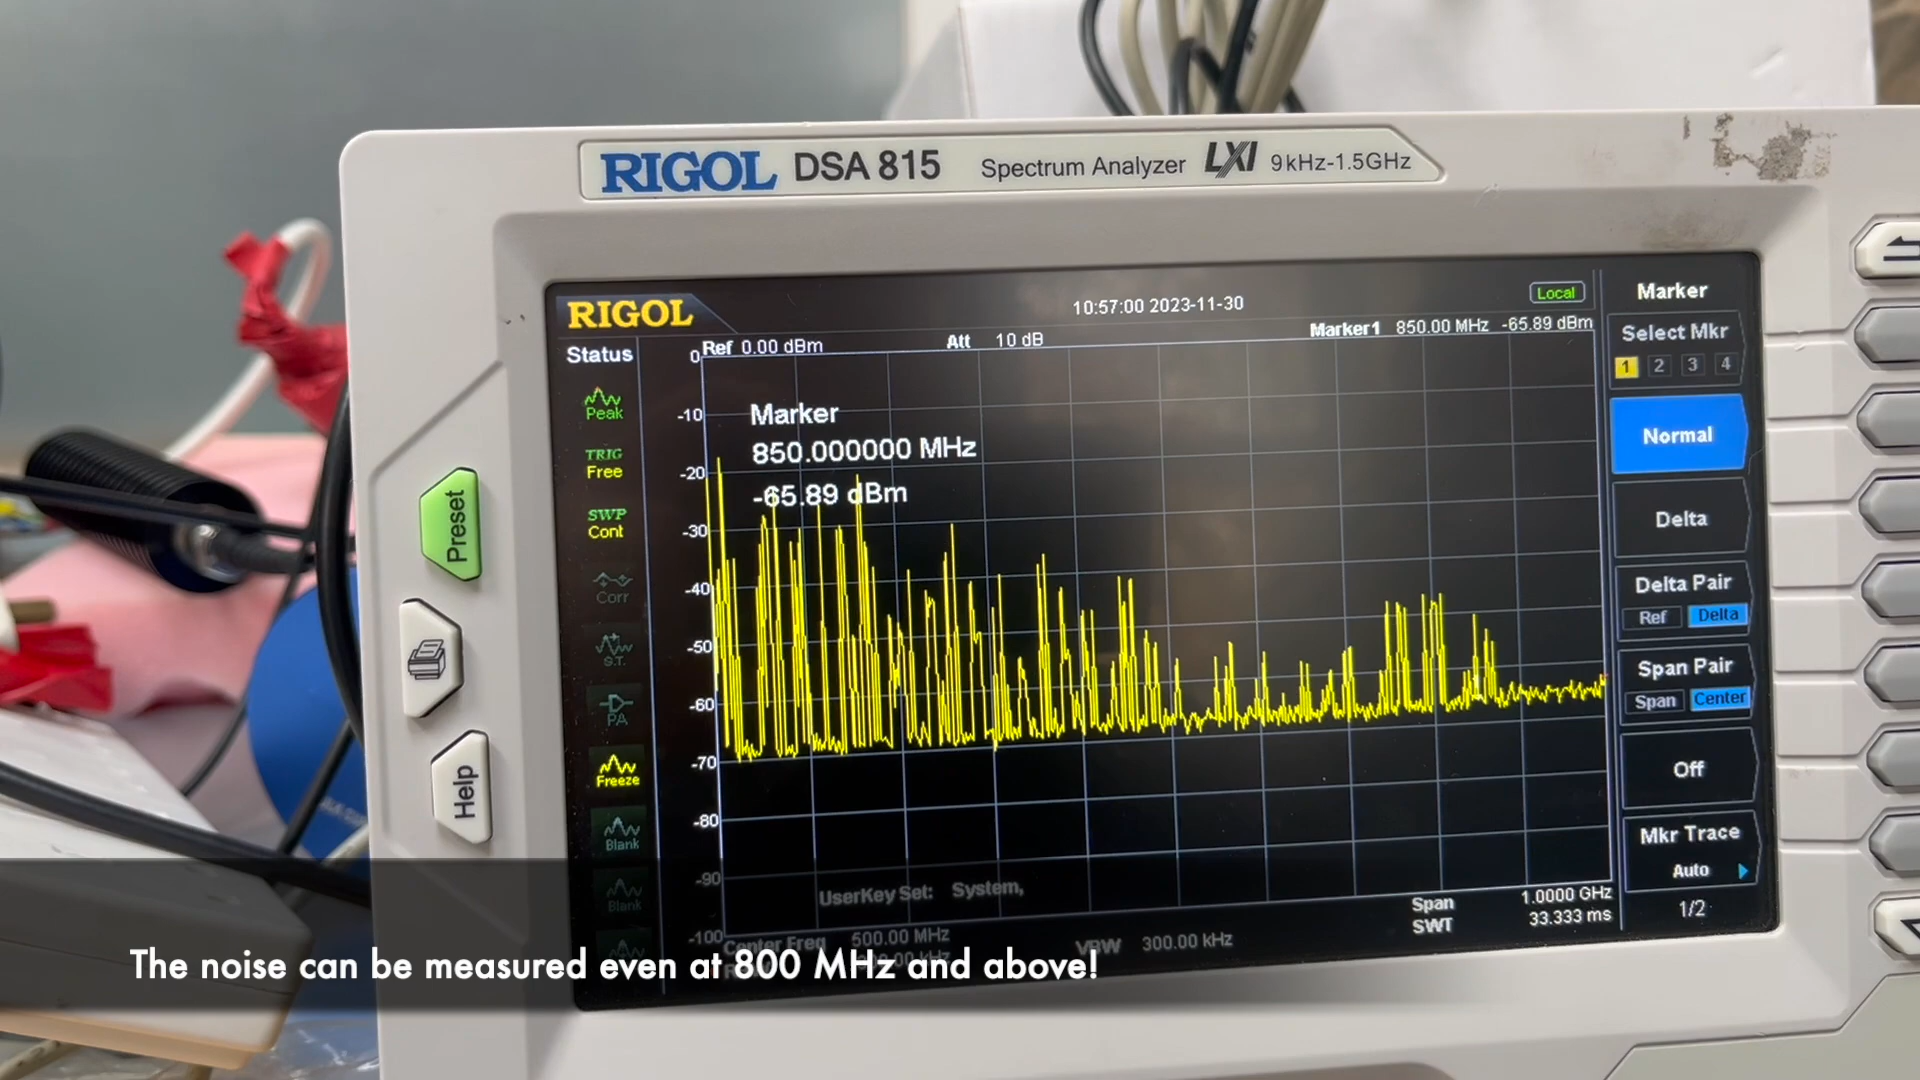 RIGOL DSA 815 Spectrum Analyzer LXI 9kHz-1.5GHz
RIGOL
10:57:00 2023-11-30
Local
Marker
Status
Ref 0.00 dBm
Att 10 dB
Marker1 850.00 MHz -65.89 dBm
Select Mkr
1 2 3 4
0
-10
-20
-30
-40
-50
-60
-70
-80
-90
-100
Marker
850.000000 MHz
-65.89 dBm
Peak
TRIG
Free
SWP
Cont
Corr
S.T.
PA
Freeze
Blank
Blank
Normal
Delta
Delta Pair
Ref Delta
Span Pair
Span Center
Off
Mkr Trace
Auto
1/2
Preset
Help
UserKey Set: System,
Span 1.0000 GHz
SWT 33.333 ms
Center Freq 500.00 MHz
VBW 300.00 kHz
The noise can be measured even at 800 MHz and above!